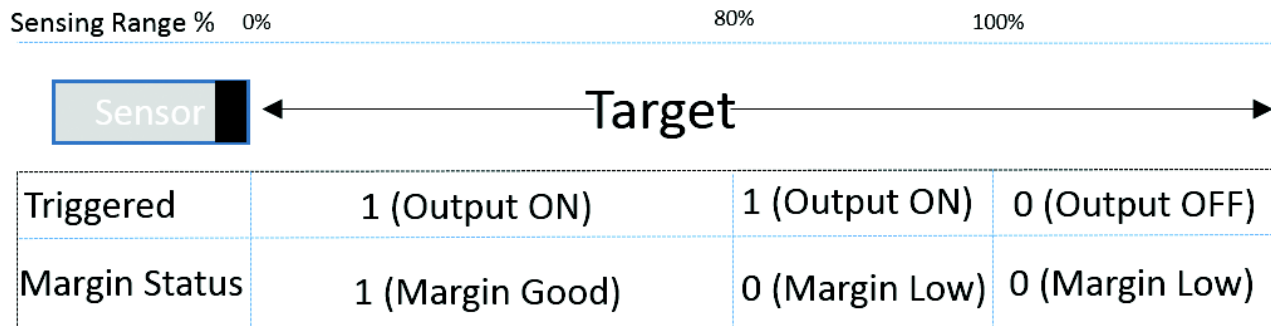 Sensing Range % 0% 80% 100%
Sensor Target
Triggered 1 (Output ON) 1 (Output ON) 0 (Output OFF)
Margin Status 1 (Margin Good) 0 (Margin Low) 0 (Margin Low)